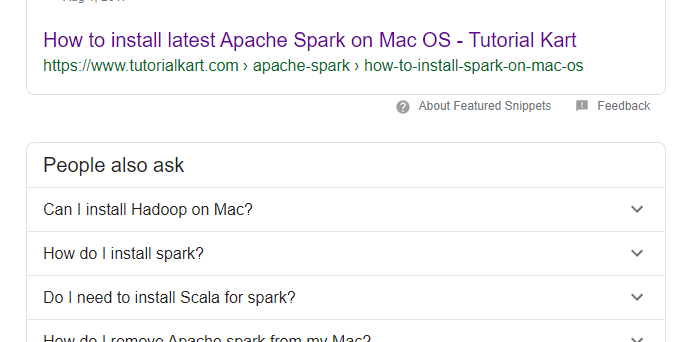 How to install latest Apache Spark on Mac OS - Tutorial Kart
https://www.tutorialkart.com › apache-spark › how-to-install-spark-on-mac-os
About Featured Snippets Feedback
People also ask
Can I install Hadoop on Mac?
How do I install spark?
Do I need to install Scala for spark?
How do I remove Apache spark from my Mac?